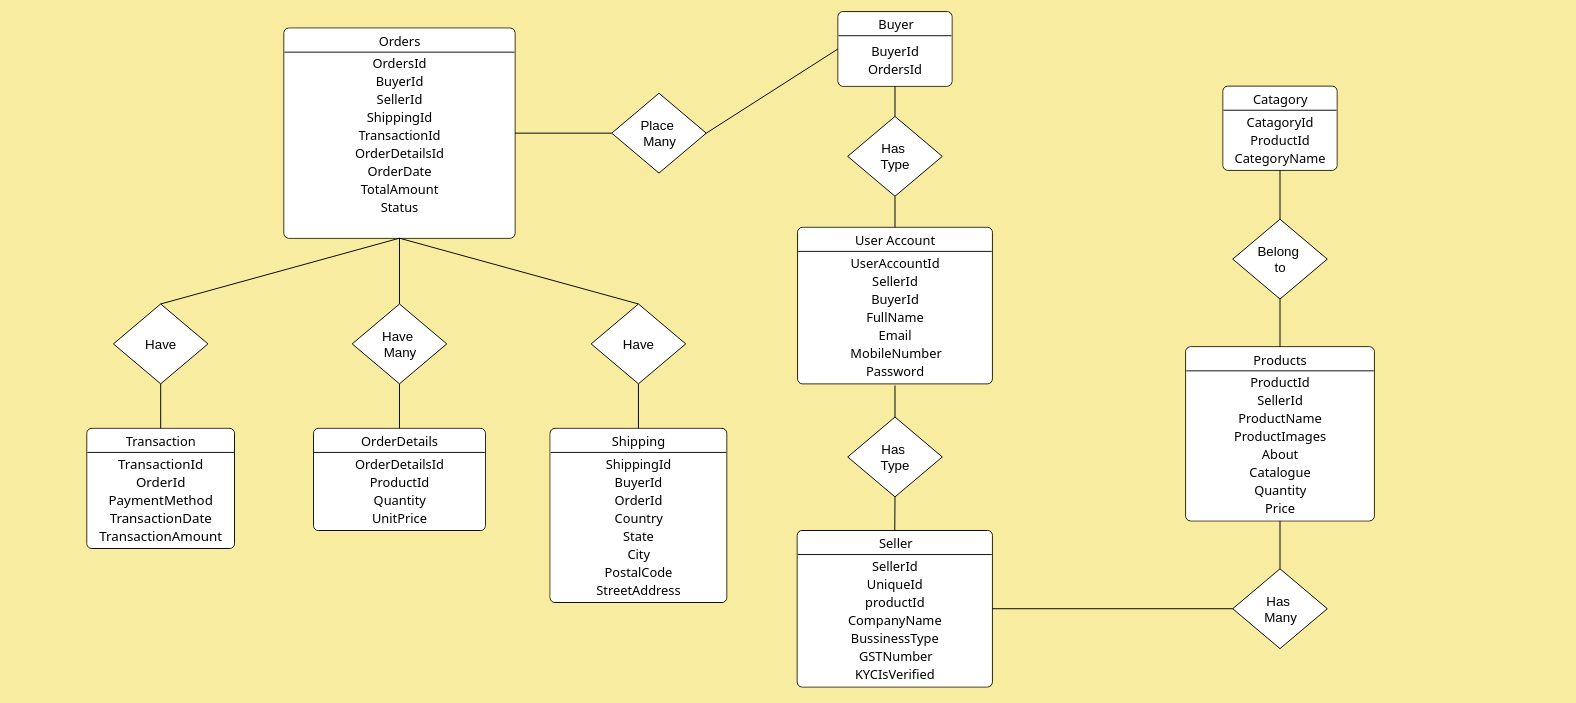 Orders
OrdersId
BuyerId
SellerId
ShippingId
TransactionId
OrderDetailsId
OrderDate
TotalAmount
Status
Place
Many
Buyer
BuyerId
OrdersId
Has
Type
User Account
UserAccountId
SellerId
BuyerId
FullName
Email
MobileNumber
Password
Has
Type
Seller
SellerId
UniqueId
productId
CompanyName
BussinessType
GSTNumber
KYCIsVerified
Catagory
CatagoryId
ProductId
CategoryName
Belong
to
Products
ProductId
SellerId
ProductName
ProductImages
About
Catalogue
Quantity
Price
Has
Many
Have
Have
Many
Have
Transaction
TransactionId
OrderId
PaymentMethod
TransactionDate
TransactionAmount
OrderDetails
OrderDetailsId
ProductId
Quantity
UnitPrice
Shipping
ShippingId
BuyerId
OrderId
Country
State
City
PostalCode
StreetAddress